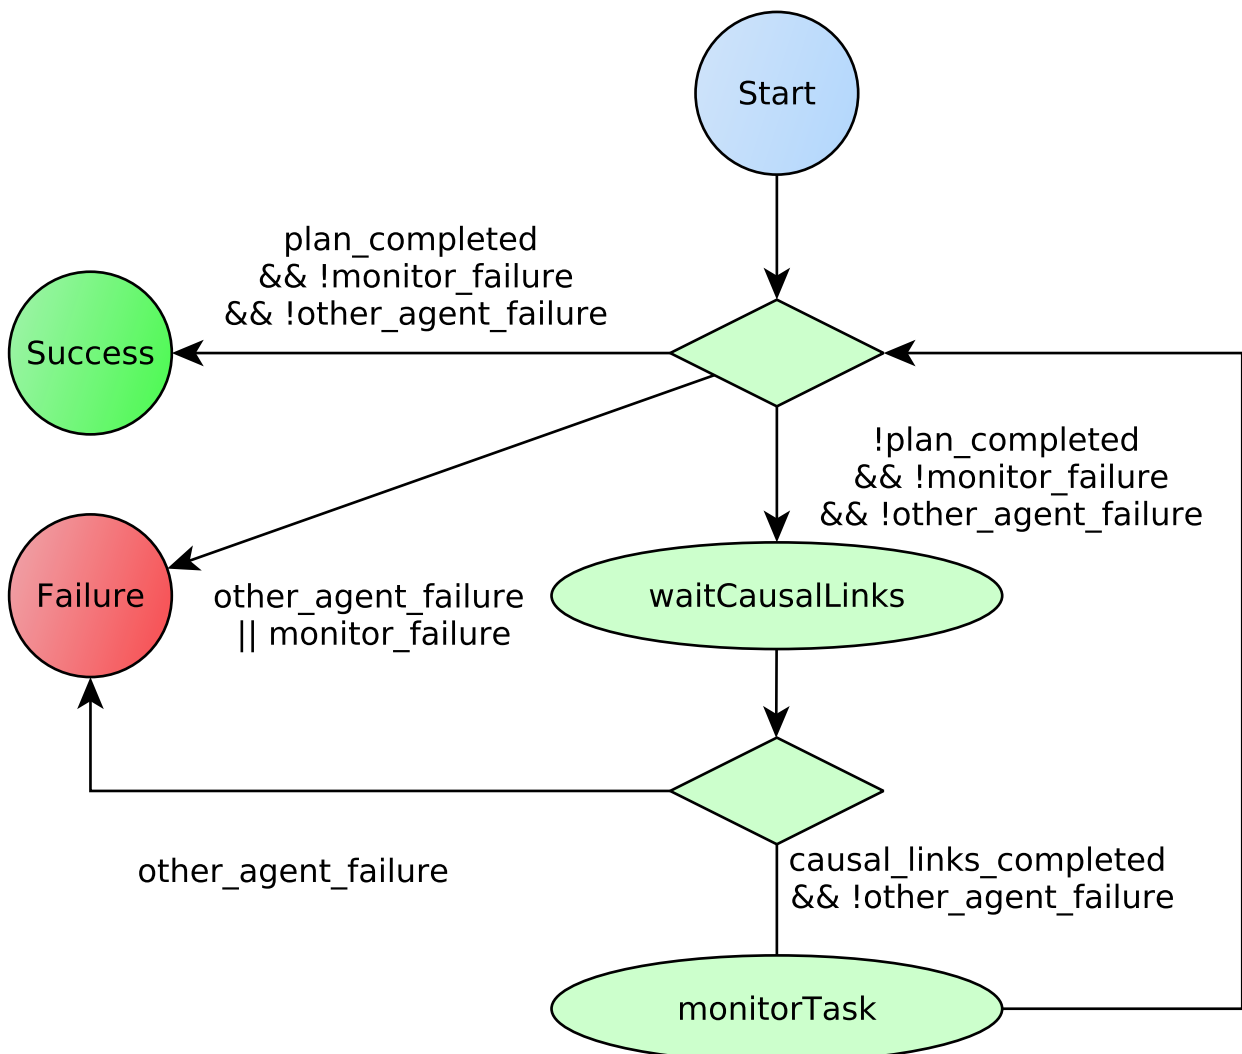 Start
plan_completed
&& !monitor_failure
&& !other_agent_failure
Success
!plan_completed
&& !monitor_failure
&& !other_agent_failure
Failure
other_agent_failure
|| monitor_failure
waitCausalLinks
other_agent_failure
causal_links_completed
&& !other_agent_failure
monitorTask